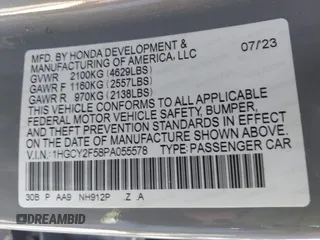 MFD. BY HONDA DEVELOPMENT & 07/23
MANUFACTURING OF AMERICA, LLC
GVWR 2100KG (4629LBS)
GAWR F 1160KG (2557LBS)
GAWR R 970KG (2138LBS)
THIS VEHICLE CONFORMS TO ALL APPLICABLE
FEDERAL MOTOR VEHICLE SAFETY, BUMPER,
AND THEFT PREVENTION STANDARDS IN EFFECT
ON THE DATE OF MANUFACTURE SHOWN ABOVE.
V.I.N.: 1HGCY2F58PA055578 TYPE:PASSENGER CAR
30B P AA9 NH912P Z A
© DREAMBID DREAMBID.COM